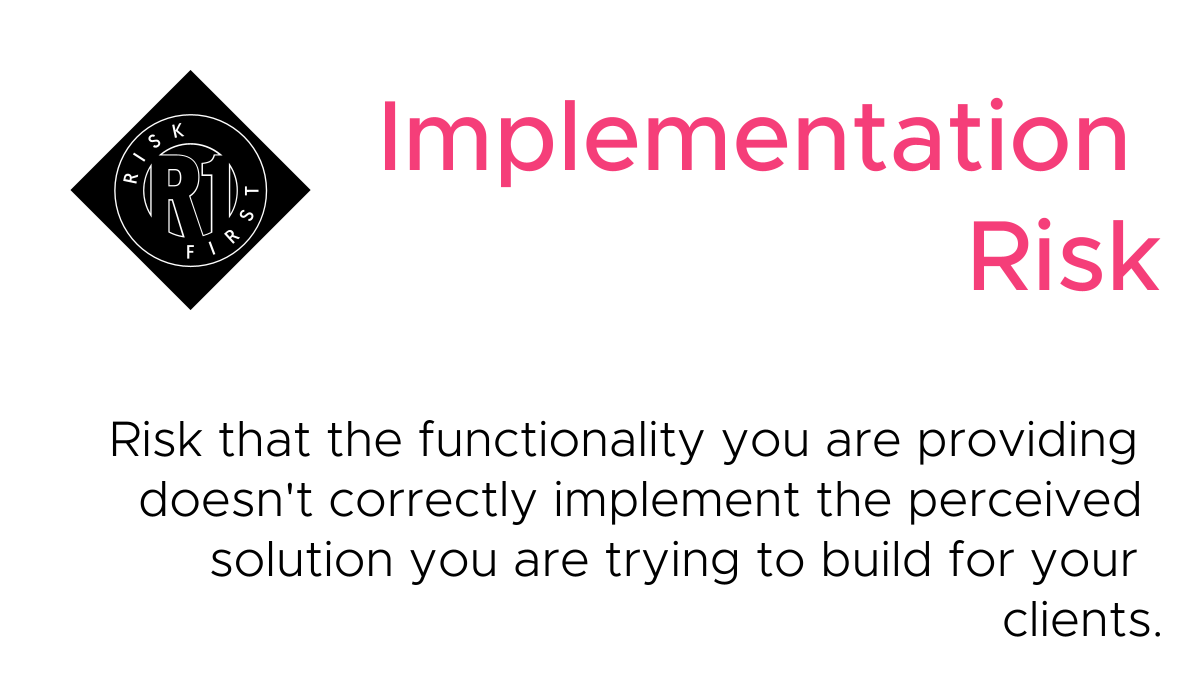 RISK
R1
FIRST
Implementation
Risk
Risk that the functionality you are providing
doesn't correctly implement the perceived
solution you are trying to build for your
clients.